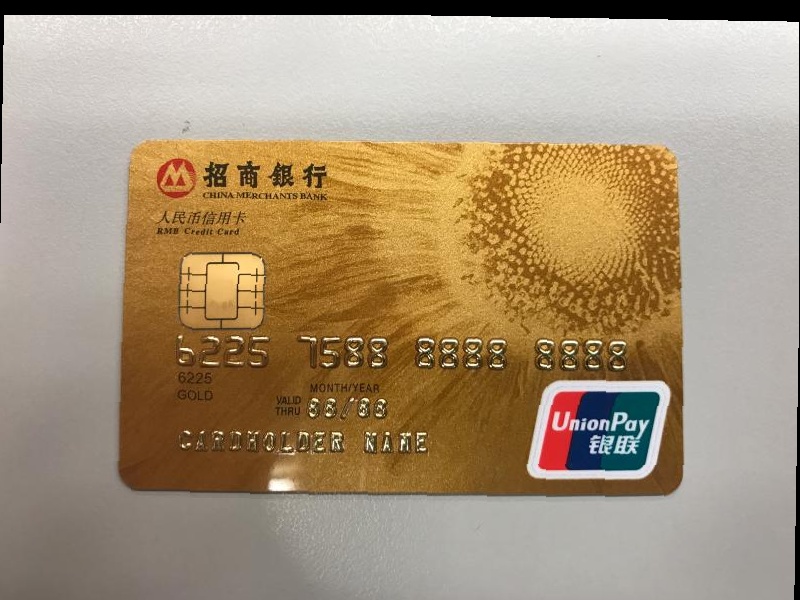 招商銀行
CHINA MERCHANTS BANK
人民币信用卡
RMB Credit Card
6225 7588 8888 8888
6225
GOLD
MONTH/YEAR
VALID THRU 88/88
CARDHOLDER NAME
UnionPay
银联